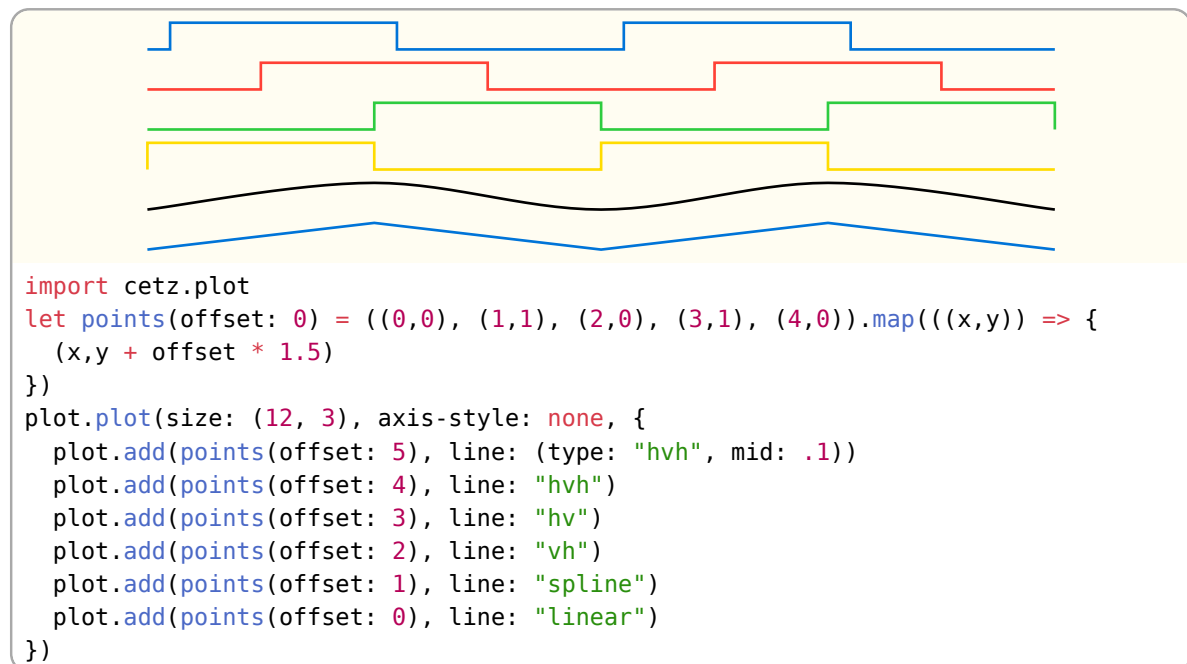 import cetz.plot
let points(offset: 0) = ((0,0), (1,1), (2,0), (3,1), (4,0)).map(((x,y)) => {
  (x,y + offset * 1.5)
})
plot.plot(size: (12, 3), axis-style: none, {
  plot.add(points(offset: 5), line: (type: "hvh", mid: .1))
  plot.add(points(offset: 4), line: "hvh")
  plot.add(points(offset: 3), line: "hv")
  plot.add(points(offset: 2), line: "vh")
  plot.add(points(offset: 1), line: "spline")
  plot.add(points(offset: 0), line: "linear")
})